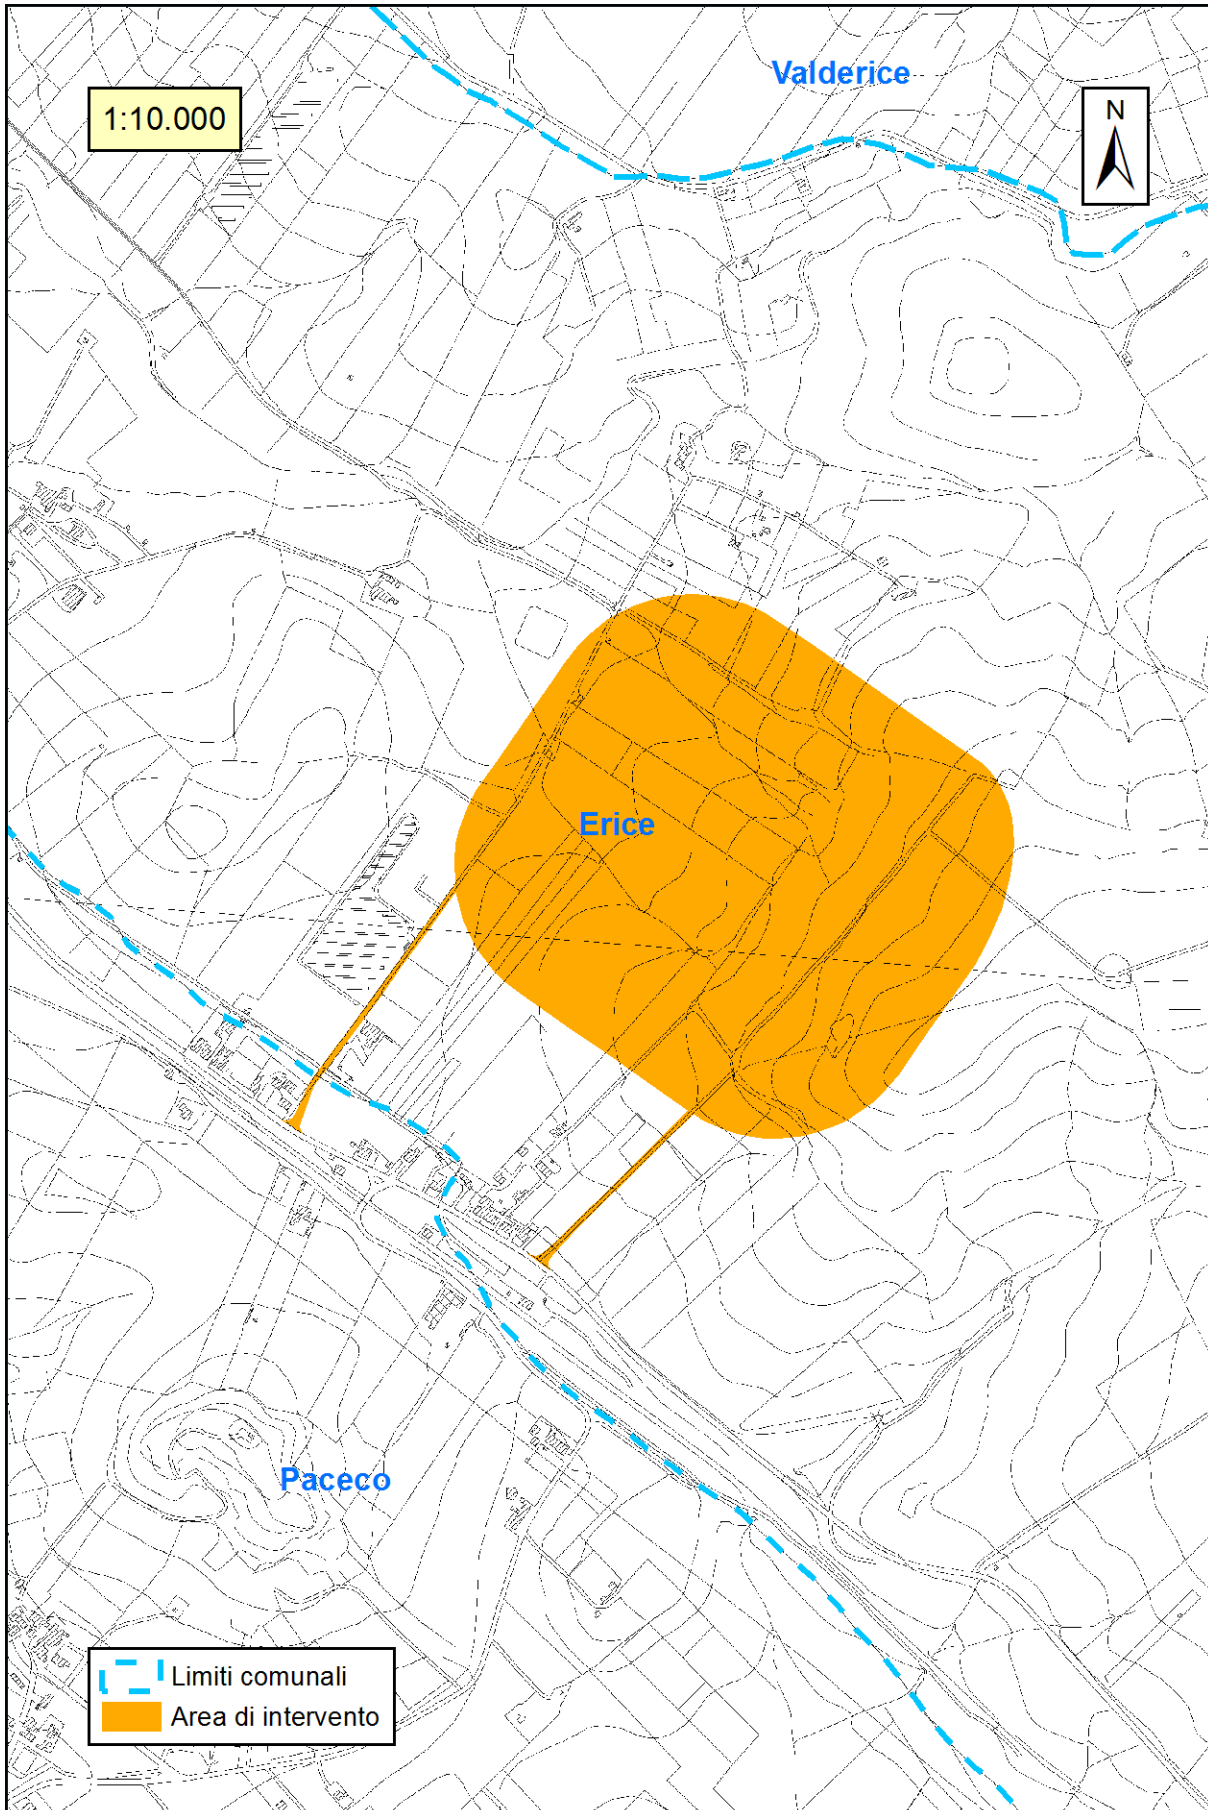 Valderice
1:10.000
N
Erice
Paceco
Limiti comunali
Area di intervento